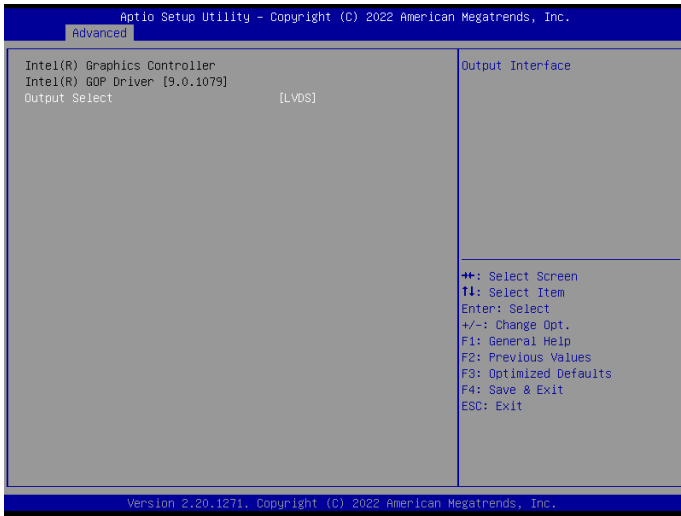 Aptio Setup Utility – Copyright (C) 2022 American Megatrends, Inc.
Advanced
Intel(R) Graphics Controller
Intel(R) GOP Driver [9.0.1079]
Output Select [LVDS]
Output Interface
→←: Select Screen
↑↓: Select Item
Enter: Select
+/-: Change Opt.
F1: General Help
F2: Previous Values
F3: Optimized Defaults
F4: Save & Exit
ESC: Exit
Version 2.20.1271. Copyright (C) 2022 American Megatrends, Inc.